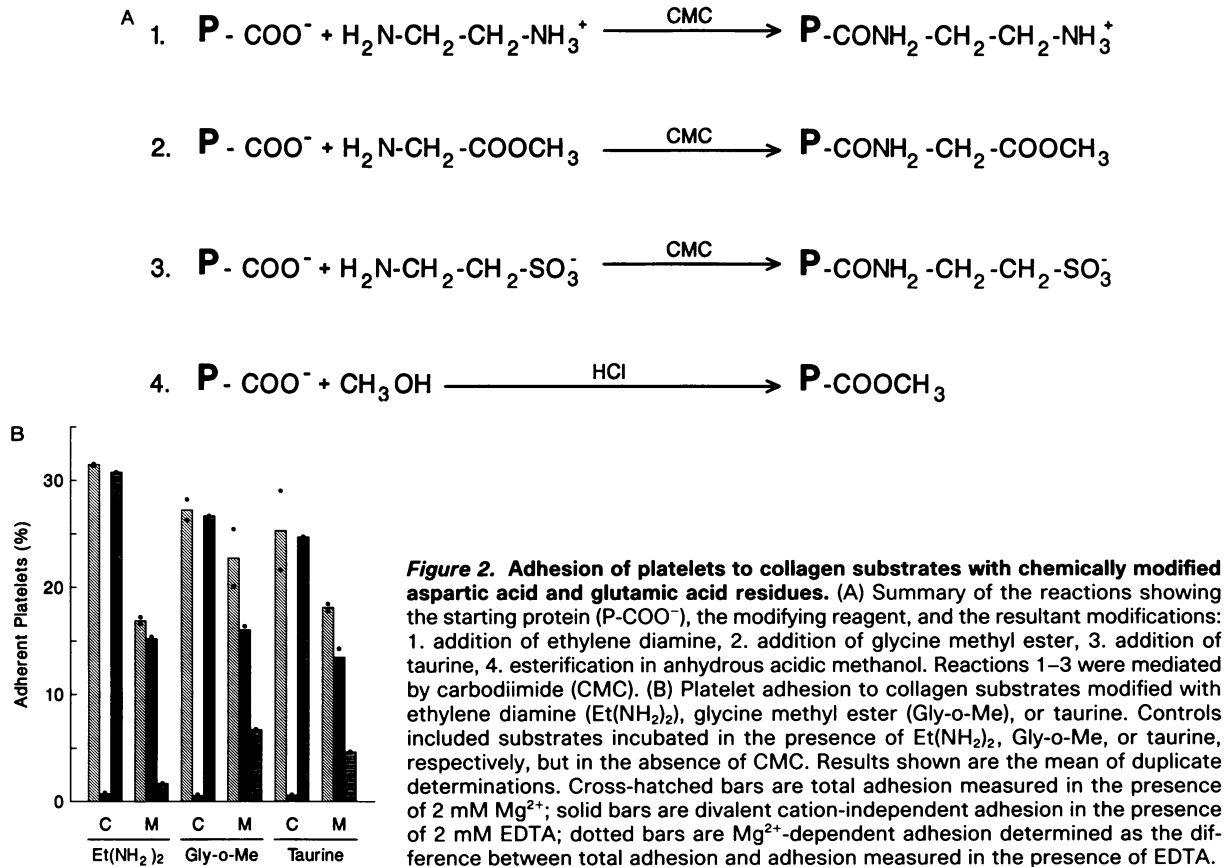 A
1. P - COO⁻ + H₂N-CH₂-CH₂-NH₃⁺ CMC P-CONH₂-CH₂-CH₂-NH₃⁺
2. P - COO⁻ + H₂N-CH₂-COOCH₃ CMC P-CONH₂-CH₂-COOCH₃
3. P - COO⁻ + H₂N-CH₂-CH₂-SO₃⁻ CMC P-CONH₂-CH₂-CH₂-SO₃⁻
4. P - COO⁻ + CH₃OH HCl P-COOCH₃
B
Adherent Platelets (%)
30
20
10
0
C M C M C M
Et(NH₂)₂ Gly-o-Me Taurine
Figure 2. Adhesion of platelets to collagen substrates with chemically modified
aspartic acid and glutamic acid residues. (A) Summary of the reactions showing
the starting protein (P-COO⁻), the modifying reagent, and the resultant modifications:
1. addition of ethylene diamine, 2. addition of glycine methyl ester, 3. addition of
taurine, 4. esterification in anhydrous acidic methanol. Reactions 1–3 were mediated
by carbodiimide (CMC). (B) Platelet adhesion to collagen substrates modified with
ethylene diamine (Et(NH₂)₂), glycine methyl ester (Gly-o-Me), or taurine. Controls
included substrates incubated in the presence of Et(NH₂)₂, Gly-o-Me, or taurine,
respectively, but in the absence of CMC. Results shown are the mean of duplicate
determinations. Cross-hatched bars are total adhesion measured in the presence
of 2 mM Mg²⁺; solid bars are divalent cation-independent adhesion in the presence
of 2 mM EDTA; dotted bars are Mg²⁺-dependent adhesion determined as the dif-
ference between total adhesion and adhesion measured in the presence of EDTA.